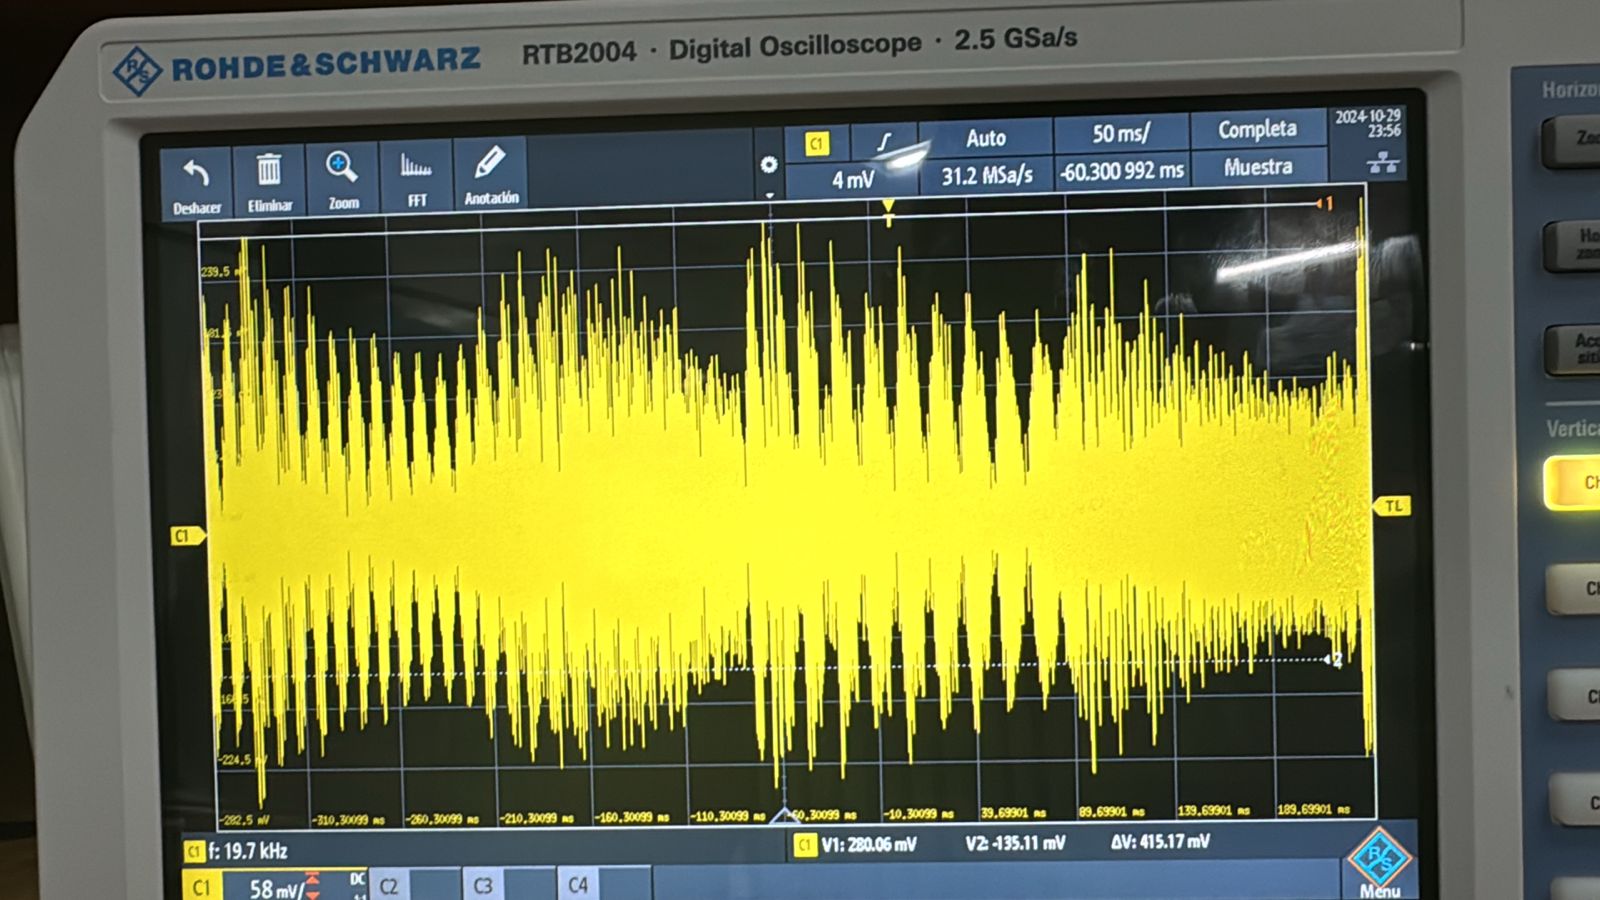 ROHDE&SCHWARZ RTB2004 · Digital Oscilloscope · 2.5 GSa/s
Horizo
C1 Auto 50 ms/ Completa 2024-10-29
23:56
4 mV 31.2 MSa/s -60.300 992 ms Muestra
Deshacer Eliminar Zoom FFT Anotación
T
1
239.5
C1
TL
Vertic
2
-224.5
-282.5 mV -310.30099 ms -260.30099 ms -210.30099 ms -160.30099 ms -110.30099 ms -60.30099 ms -10.30099 ms 39.69901 ms 89.69901 ms 139.69901 ms 189.69901 ms
C1 f: 19.7 kHz C1 V1: 280.06 mV V2: -135.11 mV ΔV: 415.17 mV
C1 58 mV/ DC C2 C3 C4 Menu